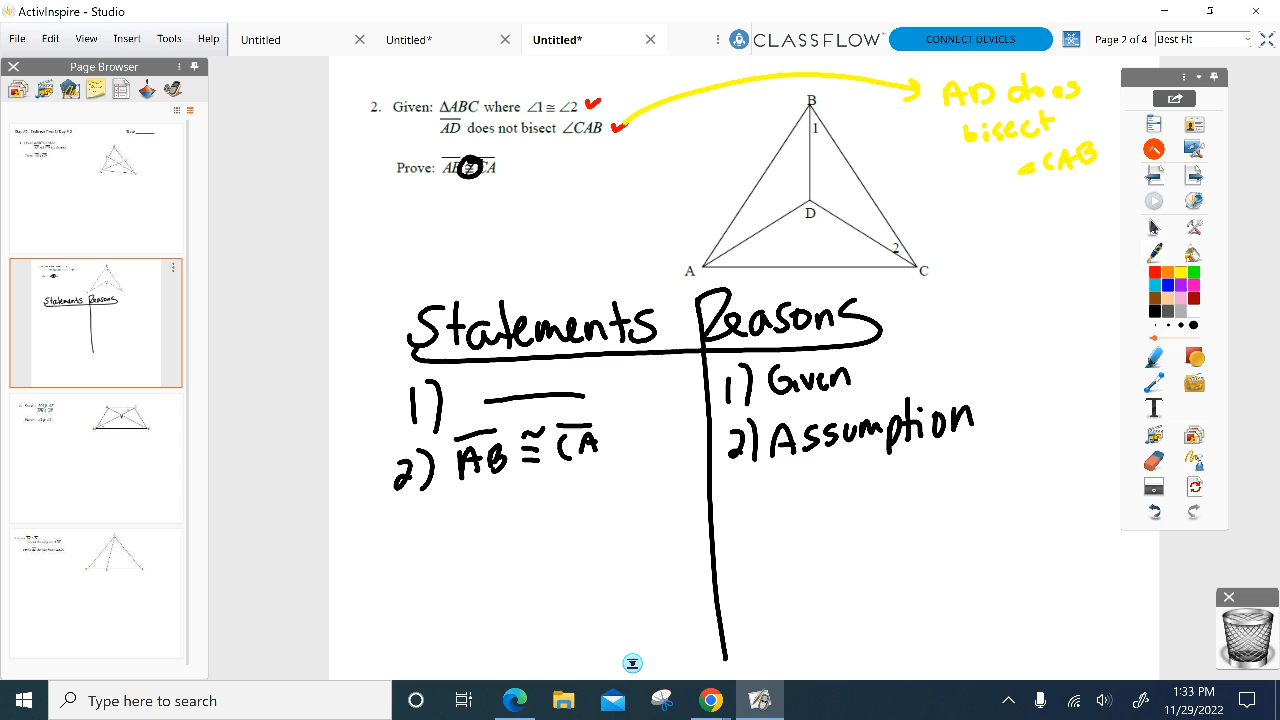 ActivInspire - Studio
File Edit View Insert Tools Help
Untitled
Untitled*
Untitled*
CLASSFLOW
CONNECT DEVICES
Page 2 of 4
Best Fit
Page Browser
2. Given: ΔABC where ∠1 ≅ ∠2
AD does not bisect ∠CAB
Prove: AB ≇ CA
AD does
bisect
∠CAB
B
1
D
2
A
C
Statements Reasons
1)
1) Given
2) AB ≅ CA
2) Assumption
Statements Reasons
Type here to search
1:33 PM
11/29/2022